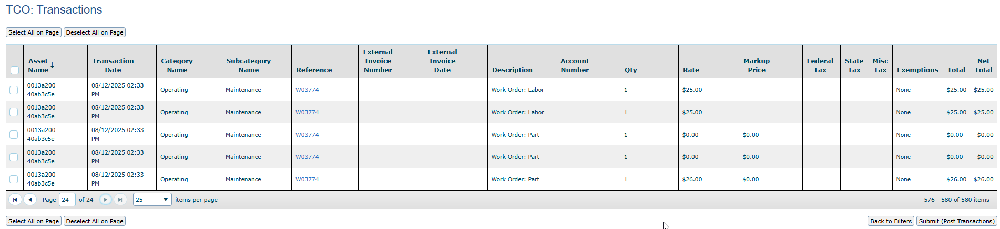 TCO: Transactions
Select All on Page Deselect All on Page
Asset Name Transaction Date Category Name Subcategory Name Reference External Invoice Number External Invoice Date Description Account Number Qty Rate Markup Price Federal Tax State Tax Misc Tax Exemptions Total Net Total
0013a200 40ab3c5e 08/12/2025 02:33 PM Operating Maintenance W03774 Work Order: Labor 1 $25.00 None $25.00 $25.00
0013a200 40ab3c5e 08/12/2025 02:33 PM Operating Maintenance W03774 Work Order: Labor 1 $25.00 None $25.00 $25.00
0013a200 40ab3c5e 08/12/2025 02:33 PM Operating Maintenance W03774 Work Order: Part 1 $0.00 $0.00 None $0.00 $0.00
0013a200 40ab3c5e 08/12/2025 02:33 PM Operating Maintenance W03774 Work Order: Part 1 $0.00 $0.00 None $0.00 $0.00
0013a200 40ab3c5e 08/12/2025 02:33 PM Operating Maintenance W03774 Work Order: Part 1 $26.00 $0.00 None $26.00 $26.00
Page 24 of 24 25 items per page 576 - 580 of 580 items
Select All on Page Deselect All on Page Back to Filters Submit (Post Transactions)